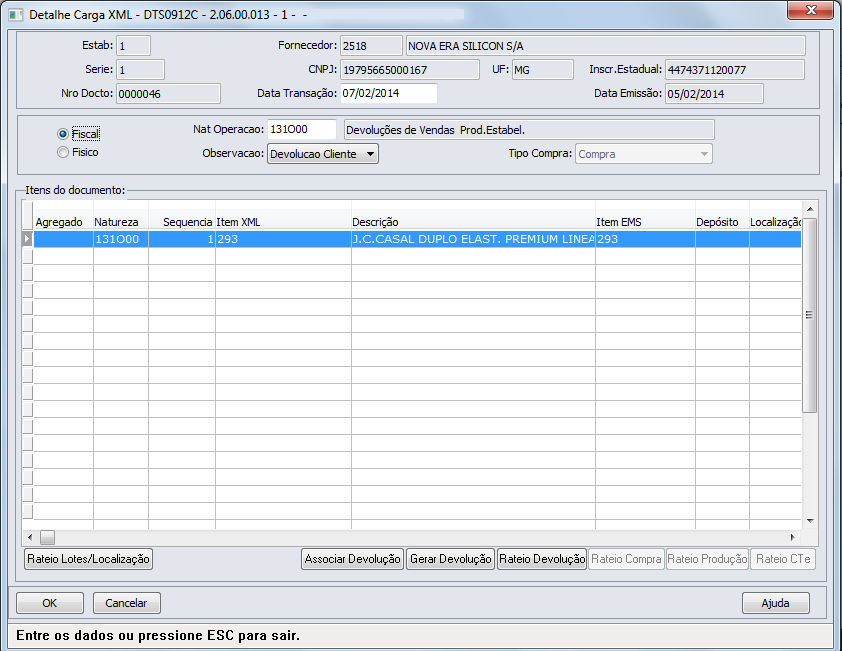 Detalhe Carga XML - DTS0912C - 2.06.00.013 - 1 - -
Estab: 1 Fornecedor: 2518 NOVA ERA SILICON S/A
Serie: 1 CNPJ: 19795665000167 UF: MG Inscr.Estadual: 4474371120077
Nro Docto: 0000046 Data Transação: 07/02/2014 Data Emissão: 05/02/2014
Fiscal Nat Operacao: 131O00 Devoluções de Vendas Prod.Estabel.
Fisico Observacao: Devolucao Cliente Tipo Compra: Compra
Itens do documento:
Agregado Natureza Sequencia Item XML Descrição Item EMS Depósito Localização
131O00 1 293 J.C.CASAL DUPLO ELAST. PREMIUM LINEA 293
Rateio Lotes/Localização Associar Devolução Gerar Devolução Rateio Devolução Rateio Compra Rateio Produção Rateio CTe
OK Cancelar Ajuda
Entre os dados ou pressione ESC para sair.